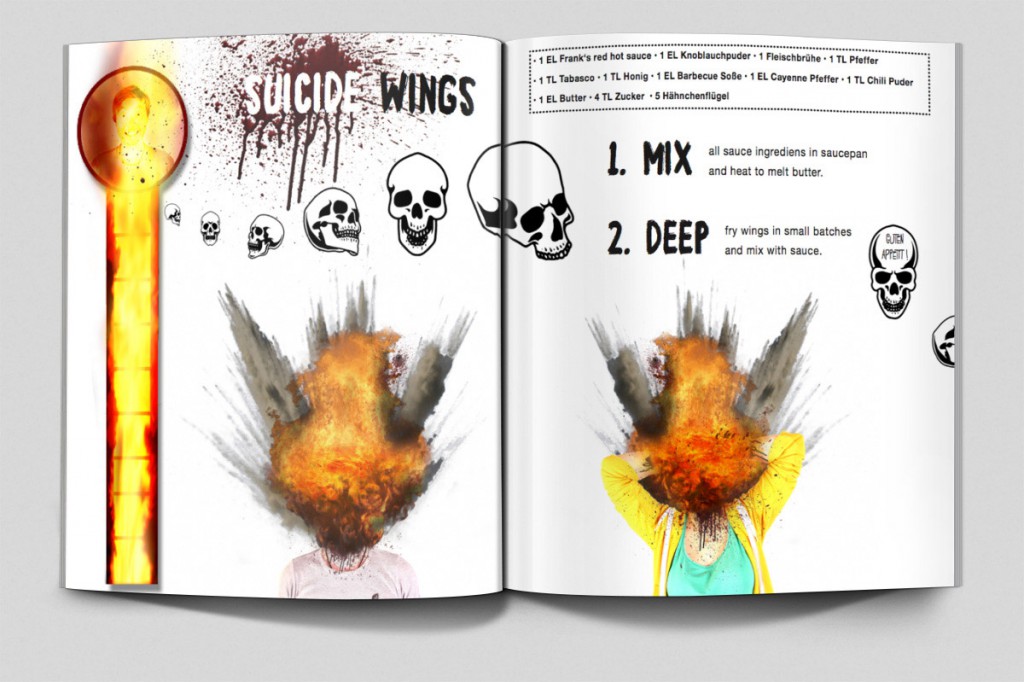 SUICIDE WINGS
· 1 EL Frank's red hot sauce · 1 EL Knoblauchpuder · 1 Fleischbrühe · 1 TL Pfeffer
· 1 TL Tabasco · 1 TL Honig · 1 EL Barbecue Soße · 1 EL Cayenne Pfeffer · 1 TL Chili Puder
· 1 EL Butter · 4 TL Zucker · 5 Hähnchenflügel
1. MIX all sauce ingrediens in saucepan
and heat to melt butter.
2. DEEP fry wings in small batches
and mix with sauce.
GUTEN
APPETIT !